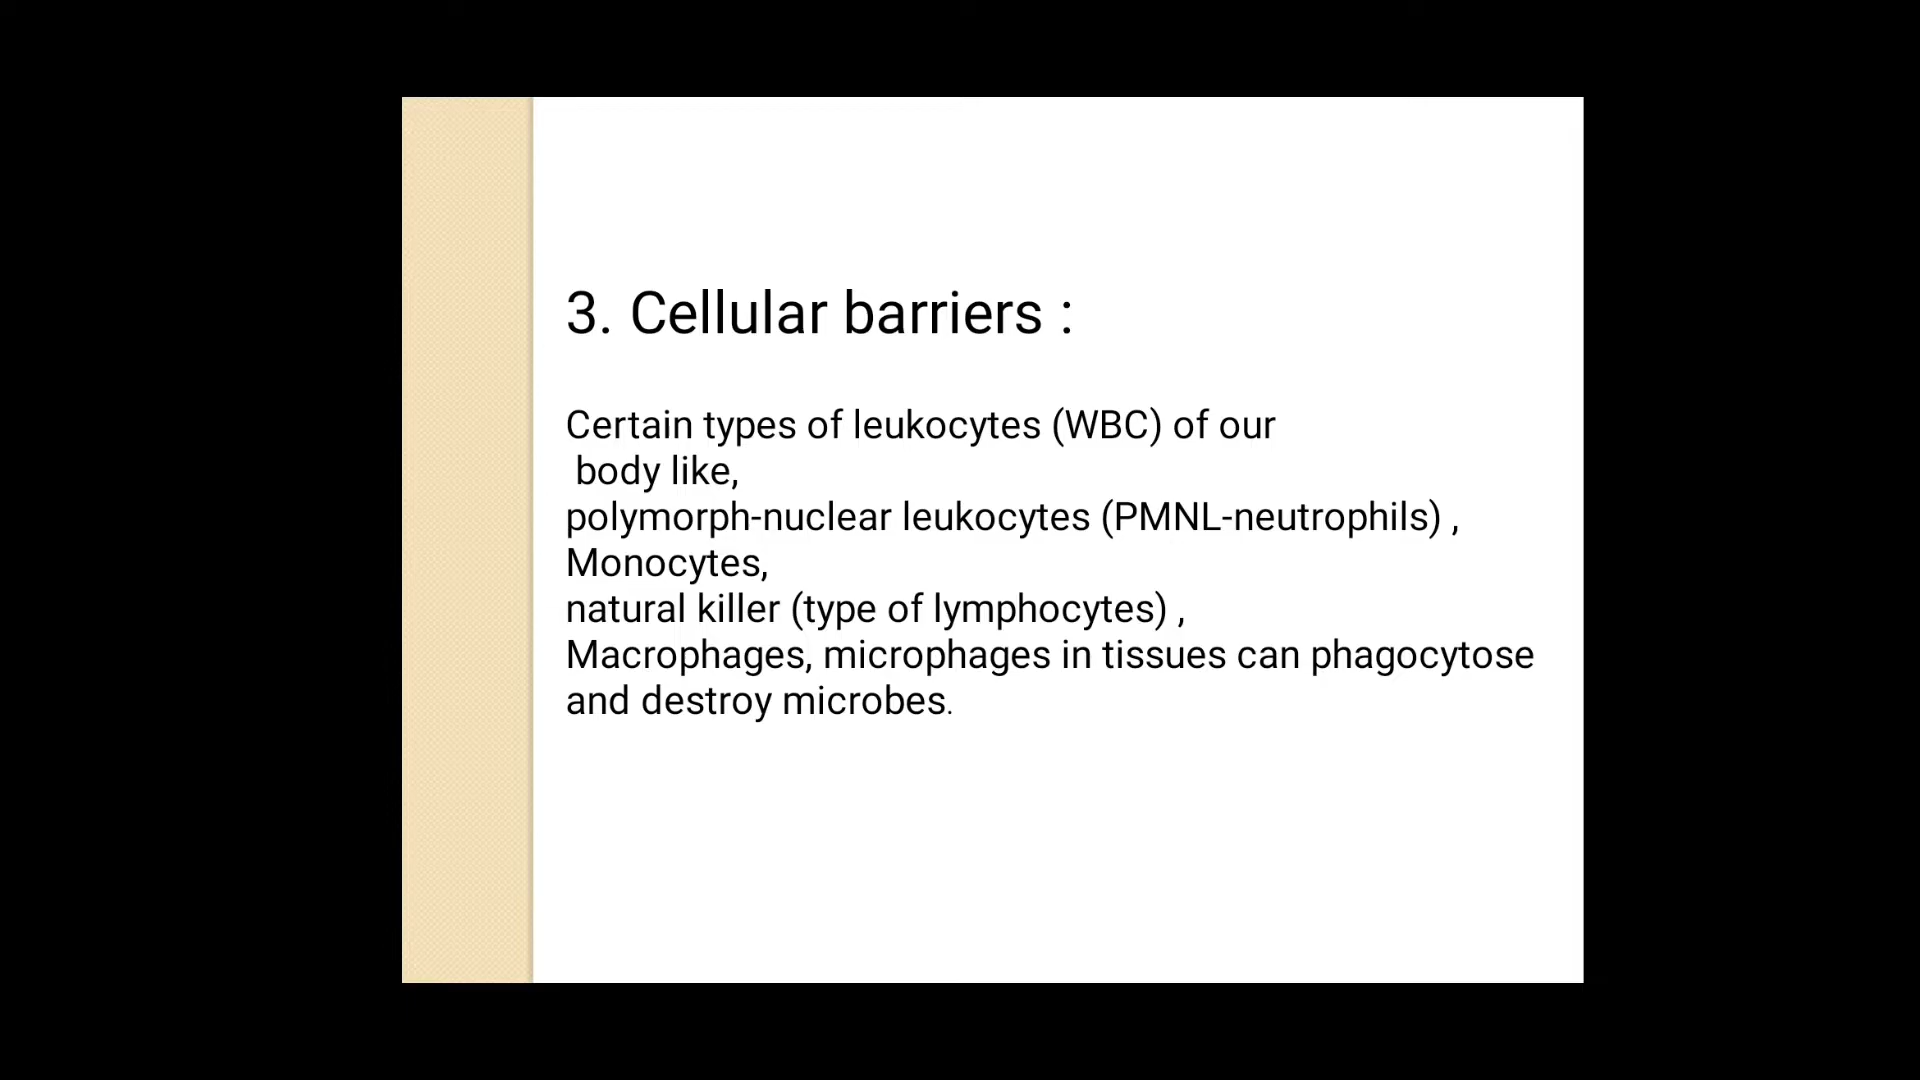 3. Cellular barriers :
Certain types of leukocytes (WBC) of our
body like,
polymorph-nuclear leukocytes (PMNL-neutrophils) ,
Monocytes,
natural killer (type of lymphocytes) ,
Macrophages, microphages in tissues can phagocytose
and destroy microbes.